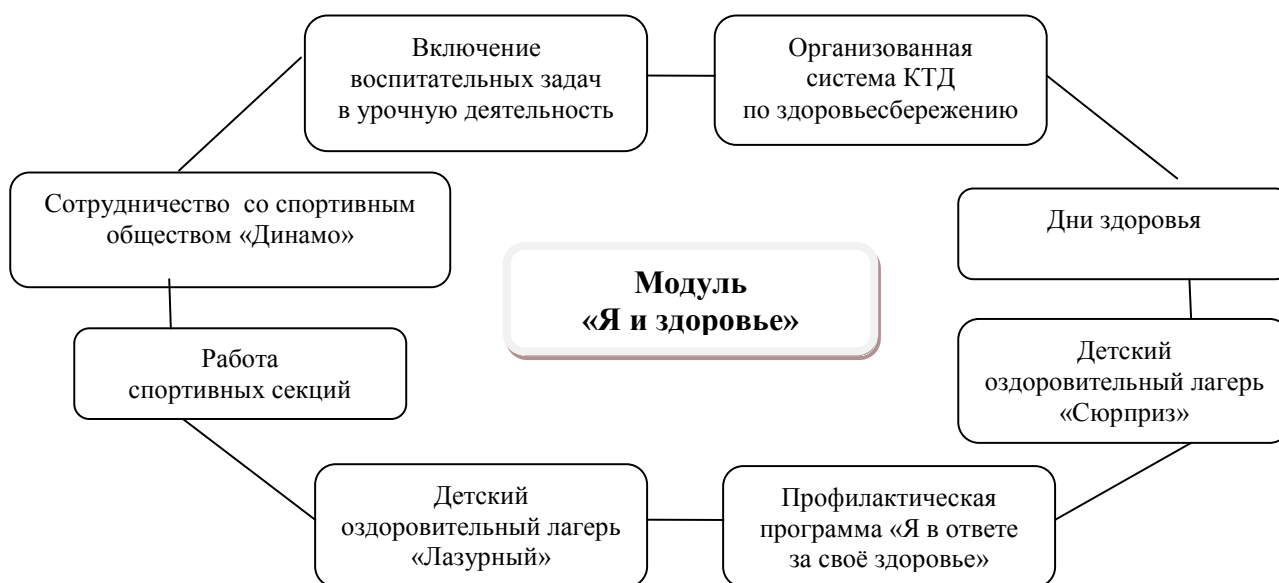 Включение
воспитательных задач
в урочную деятельность
Организованная
система КТД
по здоровьесбережению
Сотрудничество со спортивным
обществом «Динамо»
Дни здоровья
Модуль
«Я и здоровье»
Работа
спортивных секций
Детский
оздоровительный лагерь
«Сюрприз»
Детский
оздоровительный лагерь
«Лазурный»
Профилактическая
программа «Я в ответе
за своё здоровье»